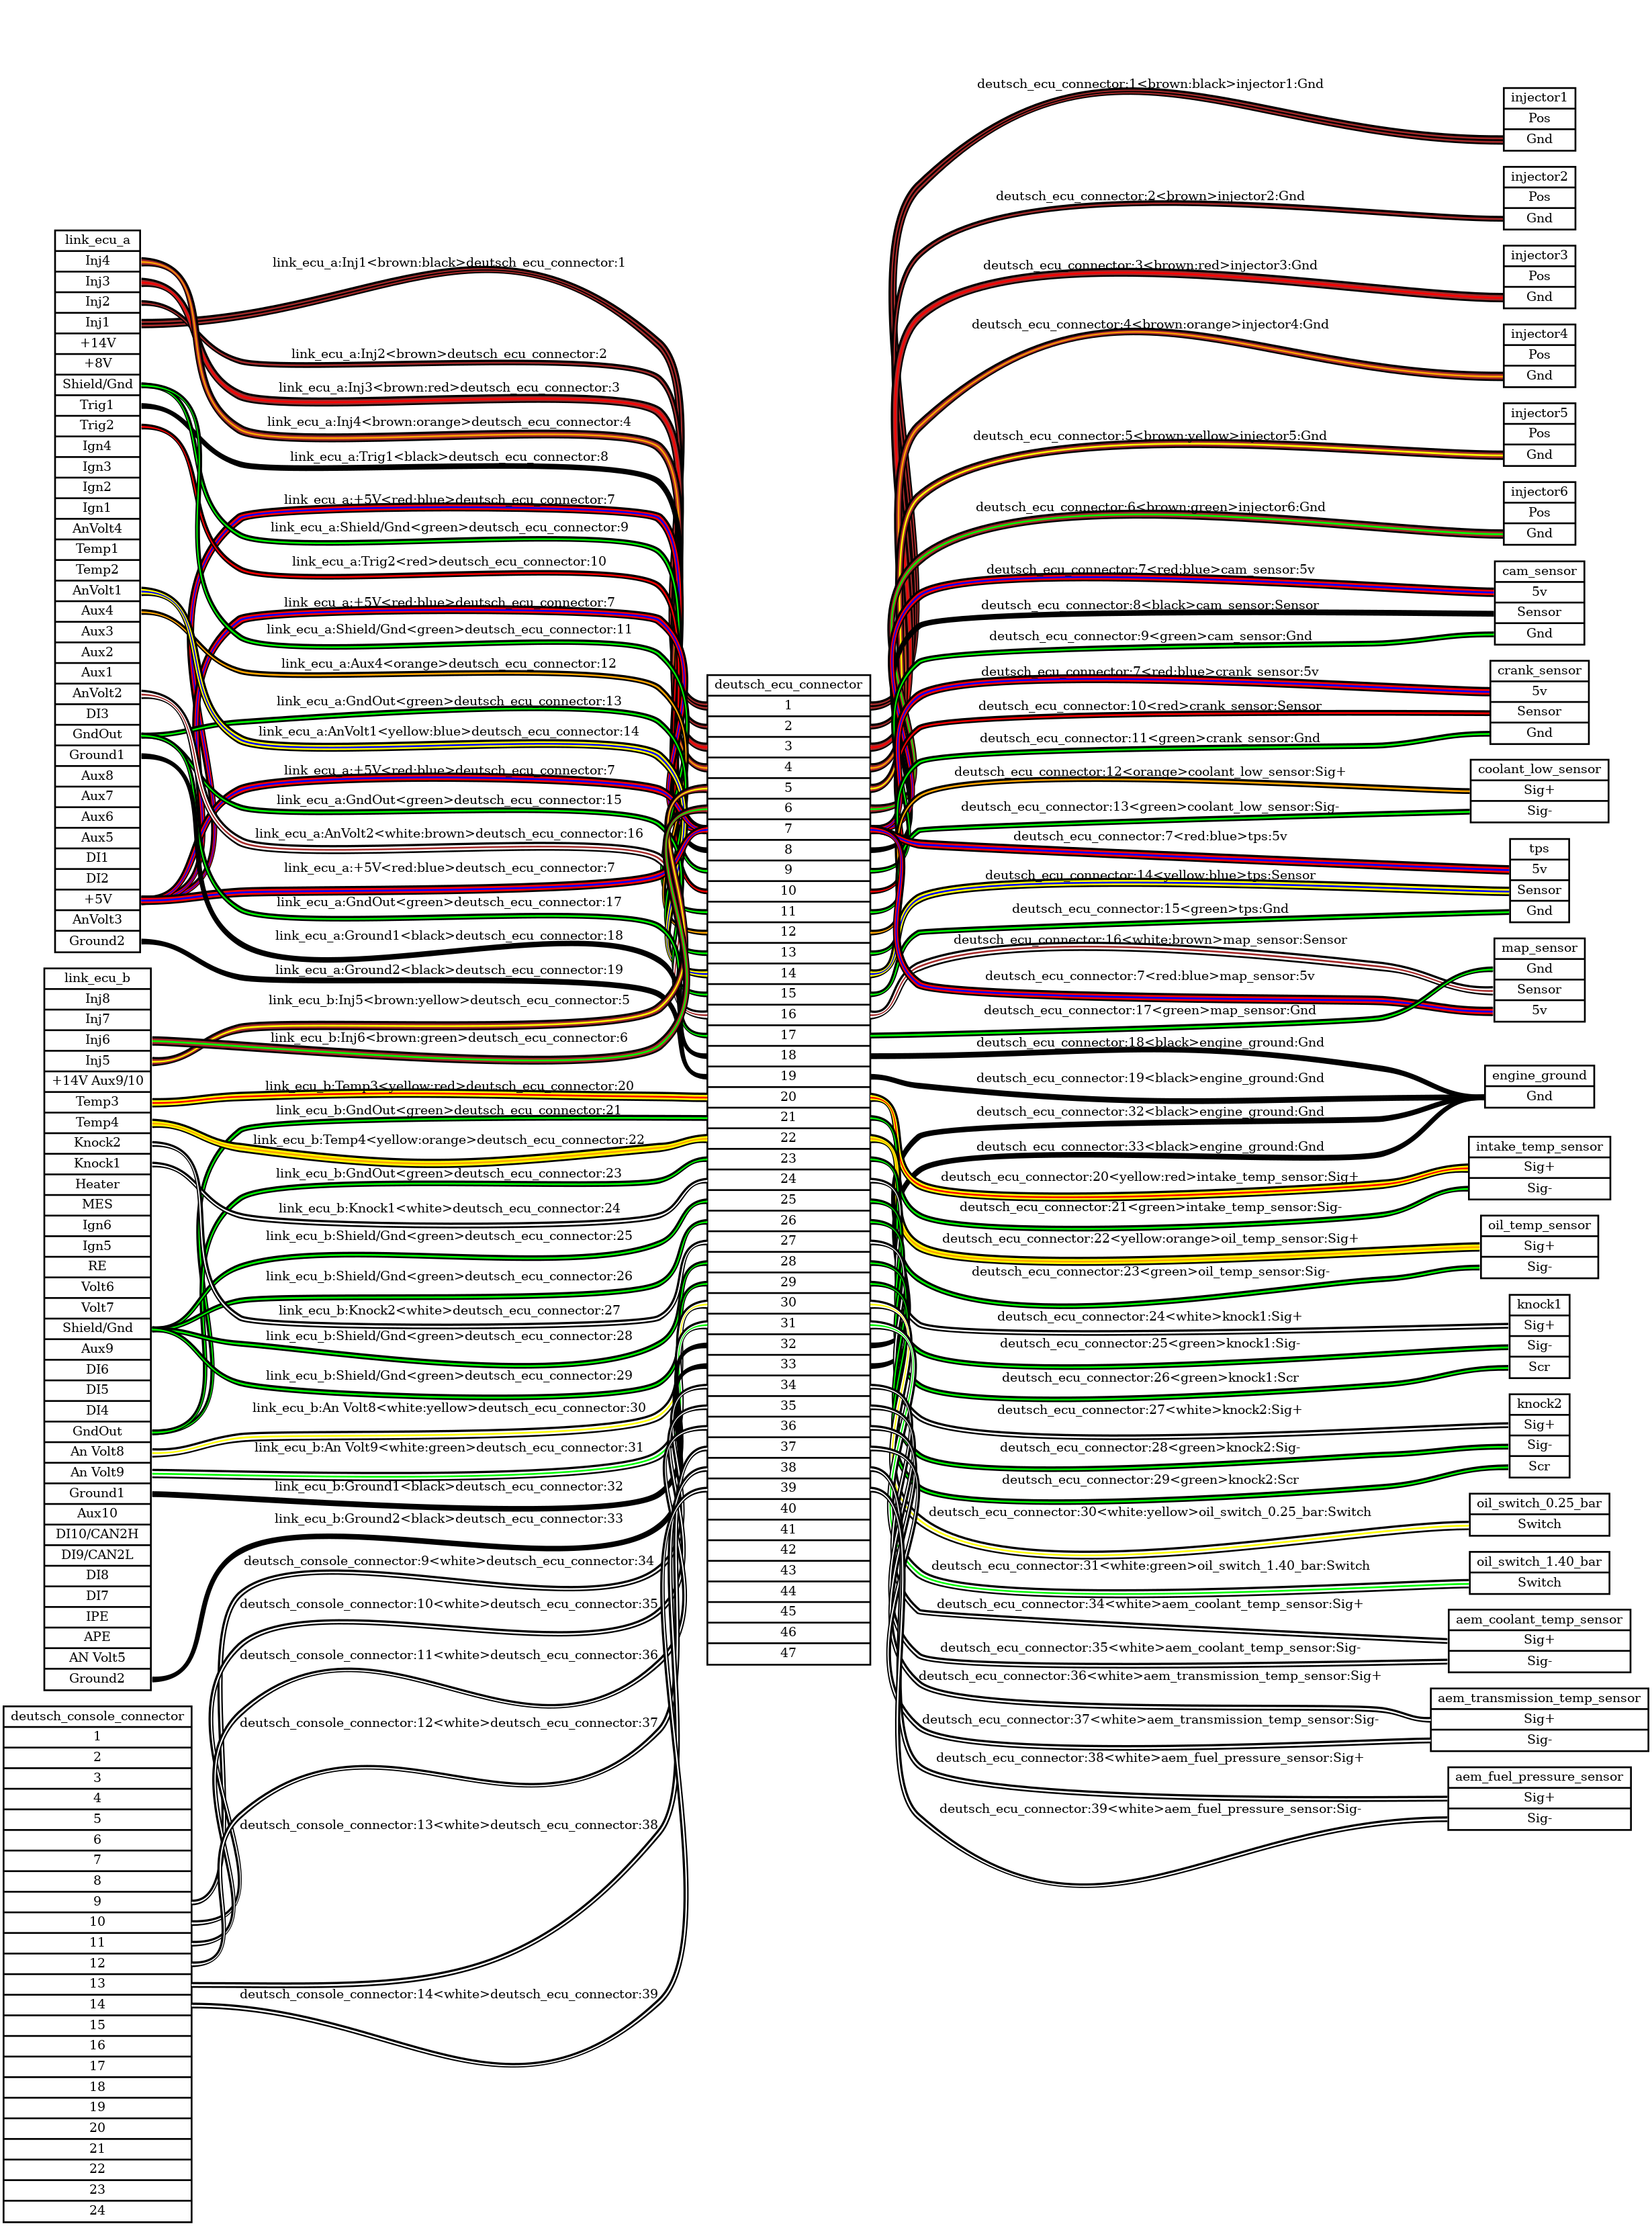 link_ecu_a
Inj4
Inj3
Inj2
Inj1
+14V
+8V
Shield/Gnd
Trig1
Trig2
Ign4
Ign3
Ign2
Ign1
AnVolt4
Temp1
Temp2
AnVolt1
Aux4
Aux3
Aux2
Aux1
AnVolt2
DI3
GndOut
Ground1
Aux8
Aux7
Aux6
Aux5
DI1
DI2
+5V
AnVolt3
Ground2
link_ecu_b
Inj8
Inj7
Inj6
Inj5
+14V Aux9/10
Temp3
Temp4
Knock2
Knock1
Heater
MES
Ign6
Ign5
RE
Volt6
Volt7
Shield/Gnd
Aux9
DI6
DI5
DI4
GndOut
An Volt8
An Volt9
Ground1
Aux10
DI10/CAN2H
DI9/CAN2L
DI8
DI7
IPE
APE
AN Volt5
Ground2
deutsch_console_connector
1
2
3
4
5
6
7
8
9
10
11
12
13
14
15
16
17
18
19
20
21
22
23
24
link_ecu_a:Inj1<brown:black>deutsch_ecu_connector:1
link_ecu_a:Inj2<brown>deutsch_ecu_connector:2
link_ecu_a:Inj3<brown:red>deutsch_ecu_connector:3
link_ecu_a:Inj4<brown:orange>deutsch_ecu_connector:4
link_ecu_a:Trig1<black>deutsch_ecu_connector:8
link_ecu_a:+5V<red:blue>deutsch_ecu_connector:7
link_ecu_a:Shield/Gnd<green>deutsch_ecu_connector:9
link_ecu_a:Trig2<red>deutsch_ecu_connector:10
link_ecu_a:+5V<red:blue>deutsch_ecu_connector:7
link_ecu_a:Shield/Gnd<green>deutsch_ecu_connector:11
link_ecu_a:Aux4<orange>deutsch_ecu_connector:12
link_ecu_a:GndOut<green>deutsch_ecu_connector:13
link_ecu_a:AnVolt1<yellow:blue>deutsch_ecu_connector:14
link_ecu_a:+5V<red:blue>deutsch_ecu_connector:7
link_ecu_a:GndOut<green>deutsch_ecu_connector:15
link_ecu_a:AnVolt2<white:brown>deutsch_ecu_connector:16
link_ecu_a:+5V<red:blue>deutsch_ecu_connector:7
link_ecu_a:GndOut<green>deutsch_ecu_connector:17
link_ecu_a:Ground1<black>deutsch_ecu_connector:18
link_ecu_a:Ground2<black>deutsch_ecu_connector:19
link_ecu_b:Inj5<brown:yellow>deutsch_ecu_connector:5
link_ecu_b:Inj6<brown:green>deutsch_ecu_connector:6
link_ecu_b:Temp3<yellow:red>deutsch_ecu_connector:20
link_ecu_b:GndOut<green>deutsch_ecu_connector:21
link_ecu_b:Temp4<yellow:orange>deutsch_ecu_connector:22
link_ecu_b:GndOut<green>deutsch_ecu_connector:23
link_ecu_b:Knock1<white>deutsch_ecu_connector:24
link_ecu_b:Shield/Gnd<green>deutsch_ecu_connector:25
link_ecu_b:Shield/Gnd<green>deutsch_ecu_connector:26
link_ecu_b:Knock2<white>deutsch_ecu_connector:27
link_ecu_b:Shield/Gnd<green>deutsch_ecu_connector:28
link_ecu_b:Shield/Gnd<green>deutsch_ecu_connector:29
link_ecu_b:An Volt8<white:yellow>deutsch_ecu_connector:30
link_ecu_b:An Volt9<white:green>deutsch_ecu_connector:31
link_ecu_b:Ground1<black>deutsch_ecu_connector:32
link_ecu_b:Ground2<black>deutsch_ecu_connector:33
deutsch_console_connector:9<white>deutsch_ecu_connector:34
deutsch_console_connector:10<white>deutsch_ecu_connector:35
deutsch_console_connector:11<white>deutsch_ecu_connector:36
deutsch_console_connector:12<white>deutsch_ecu_connector:37
deutsch_console_connector:13<white>deutsch_ecu_connector:38
deutsch_console_connector:14<white>deutsch_ecu_connector:39
deutsch_ecu_connector
1
2
3
4
5
6
7
8
9
10
11
12
13
14
15
16
17
18
19
20
21
22
23
24
25
26
27
28
29
30
31
32
33
34
35
36
37
38
39
40
41
42
43
44
45
46
47
deutsch_ecu_connector:1<brown:black>injector1:Gnd
deutsch_ecu_connector:2<brown>injector2:Gnd
deutsch_ecu_connector:3<brown:red>injector3:Gnd
deutsch_ecu_connector:4<brown:orange>injector4:Gnd
deutsch_ecu_connector:5<brown:yellow>injector5:Gnd
deutsch_ecu_connector:6<brown:green>injector6:Gnd
deutsch_ecu_connector:7<red:blue>cam_sensor:5v
deutsch_ecu_connector:8<black>cam_sensor:Sensor
deutsch_ecu_connector:9<green>cam_sensor:Gnd
deutsch_ecu_connector:7<red:blue>crank_sensor:5v
deutsch_ecu_connector:10<red>crank_sensor:Sensor
deutsch_ecu_connector:11<green>crank_sensor:Gnd
deutsch_ecu_connector:12<orange>coolant_low_sensor:Sig+
deutsch_ecu_connector:13<green>coolant_low_sensor:Sig-
deutsch_ecu_connector:7<red:blue>tps:5v
deutsch_ecu_connector:14<yellow:blue>tps:Sensor
deutsch_ecu_connector:15<green>tps:Gnd
deutsch_ecu_connector:16<white:brown>map_sensor:Sensor
deutsch_ecu_connector:7<red:blue>map_sensor:5v
deutsch_ecu_connector:17<green>map_sensor:Gnd
deutsch_ecu_connector:18<black>engine_ground:Gnd
deutsch_ecu_connector:19<black>engine_ground:Gnd
deutsch_ecu_connector:32<black>engine_ground:Gnd
deutsch_ecu_connector:33<black>engine_ground:Gnd
deutsch_ecu_connector:20<yellow:red>intake_temp_sensor:Sig+
deutsch_ecu_connector:21<green>intake_temp_sensor:Sig-
deutsch_ecu_connector:22<yellow:orange>oil_temp_sensor:Sig+
deutsch_ecu_connector:23<green>oil_temp_sensor:Sig-
deutsch_ecu_connector:24<white>knock1:Sig+
deutsch_ecu_connector:25<green>knock1:Sig-
deutsch_ecu_connector:26<green>knock1:Scr
deutsch_ecu_connector:27<white>knock2:Sig+
deutsch_ecu_connector:28<green>knock2:Sig-
deutsch_ecu_connector:29<green>knock2:Scr
deutsch_ecu_connector:30<white:yellow>oil_switch_0.25_bar:Switch
deutsch_ecu_connector:31<white:green>oil_switch_1.40_bar:Switch
deutsch_ecu_connector:34<white>aem_coolant_temp_sensor:Sig+
deutsch_ecu_connector:35<white>aem_coolant_temp_sensor:Sig-
deutsch_ecu_connector:36<white>aem_transmission_temp_sensor:Sig+
deutsch_ecu_connector:37<white>aem_transmission_temp_sensor:Sig-
deutsch_ecu_connector:38<white>aem_fuel_pressure_sensor:Sig+
deutsch_ecu_connector:39<white>aem_fuel_pressure_sensor:Sig-
injector1
Pos
Gnd
injector2
Pos
Gnd
injector3
Pos
Gnd
injector4
Pos
Gnd
injector5
Pos
Gnd
injector6
Pos
Gnd
cam_sensor
5v
Sensor
Gnd
crank_sensor
5v
Sensor
Gnd
coolant_low_sensor
Sig+
Sig-
tps
5v
Sensor
Gnd
map_sensor
Gnd
Sensor
5v
engine_ground
Gnd
intake_temp_sensor
Sig+
Sig-
oil_temp_sensor
Sig+
Sig-
knock1
Sig+
Sig-
Scr
knock2
Sig+
Sig-
Scr
oil_switch_0.25_bar
Switch
oil_switch_1.40_bar
Switch
aem_coolant_temp_sensor
Sig+
Sig-
aem_transmission_temp_sensor
Sig+
Sig-
aem_fuel_pressure_sensor
Sig+
Sig-